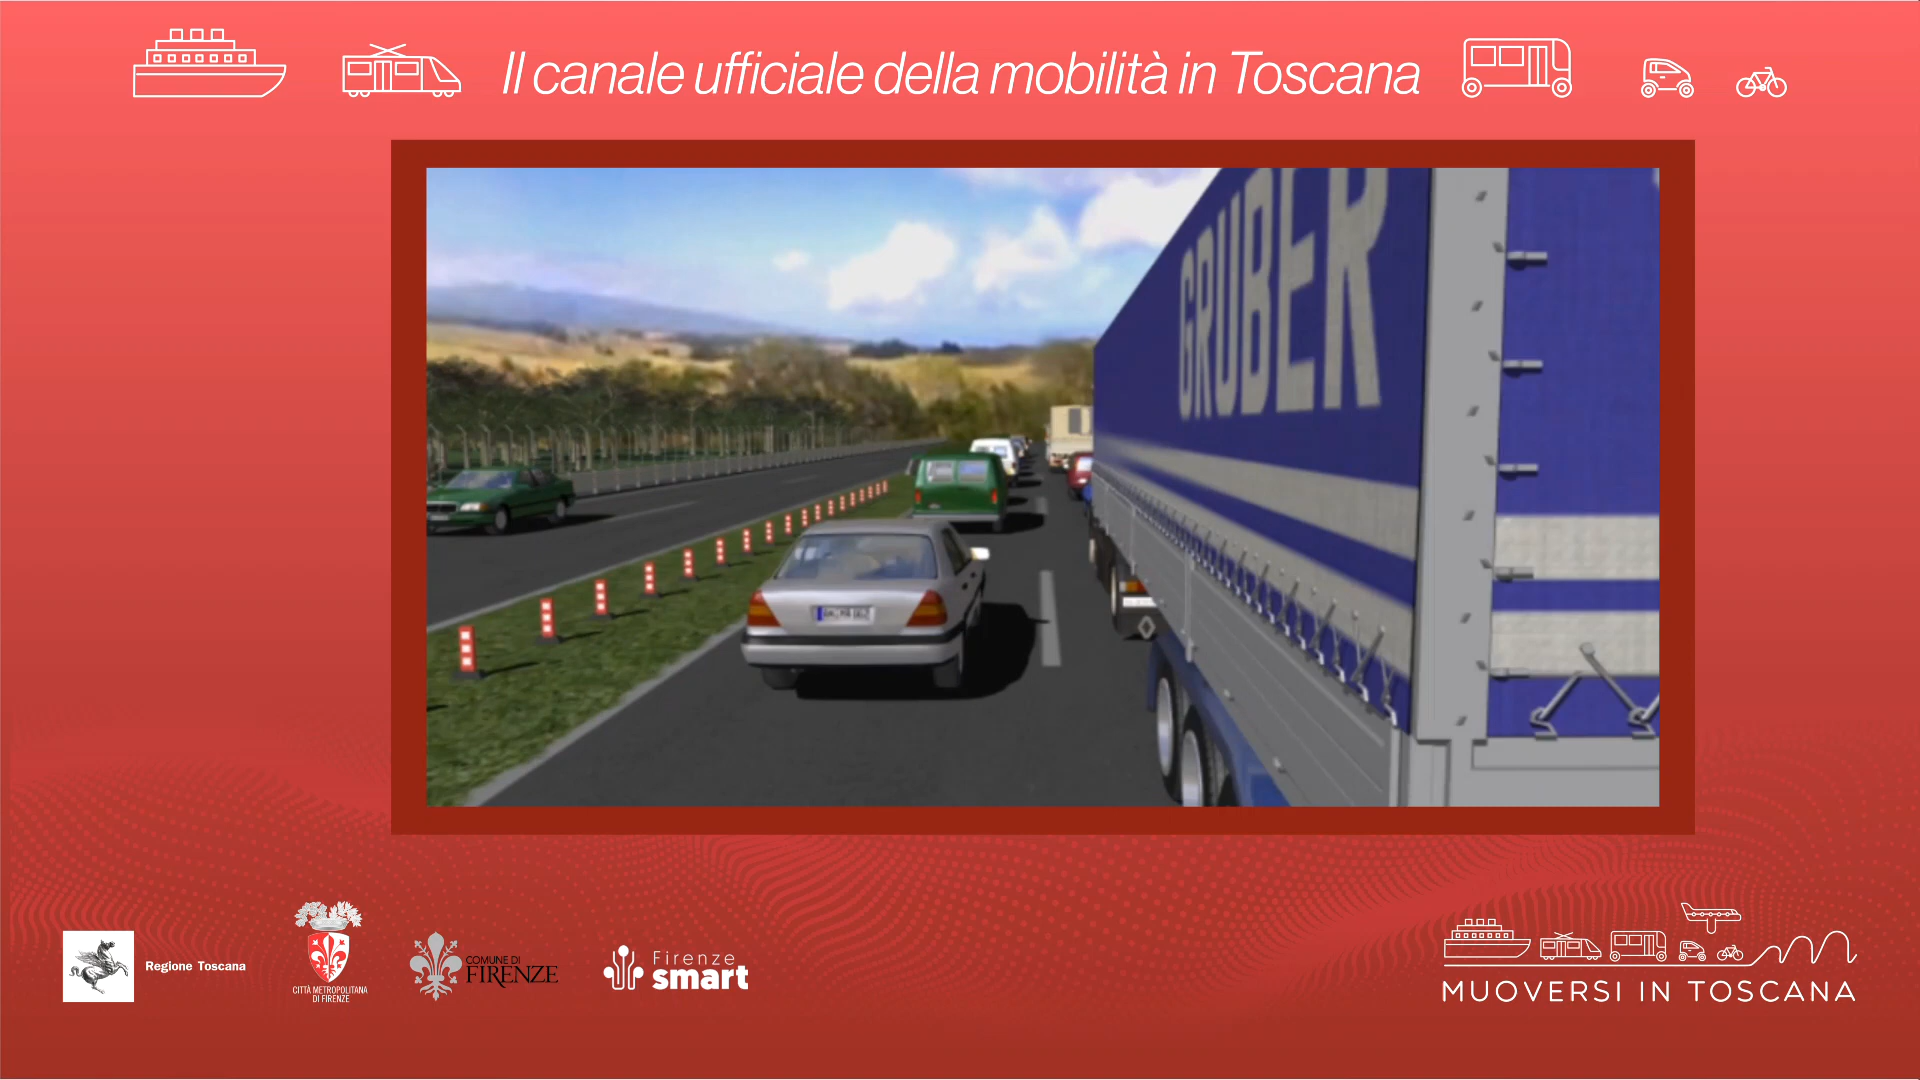 Il canale ufficiale della mobilità in Toscana
GRUBER
Regione Toscana
CITTÀ METROPOLITANA
DI FIRENZE
COMUNE DI
FIRENZE
Firenze
smart
MUOVERSI IN TOSCANA